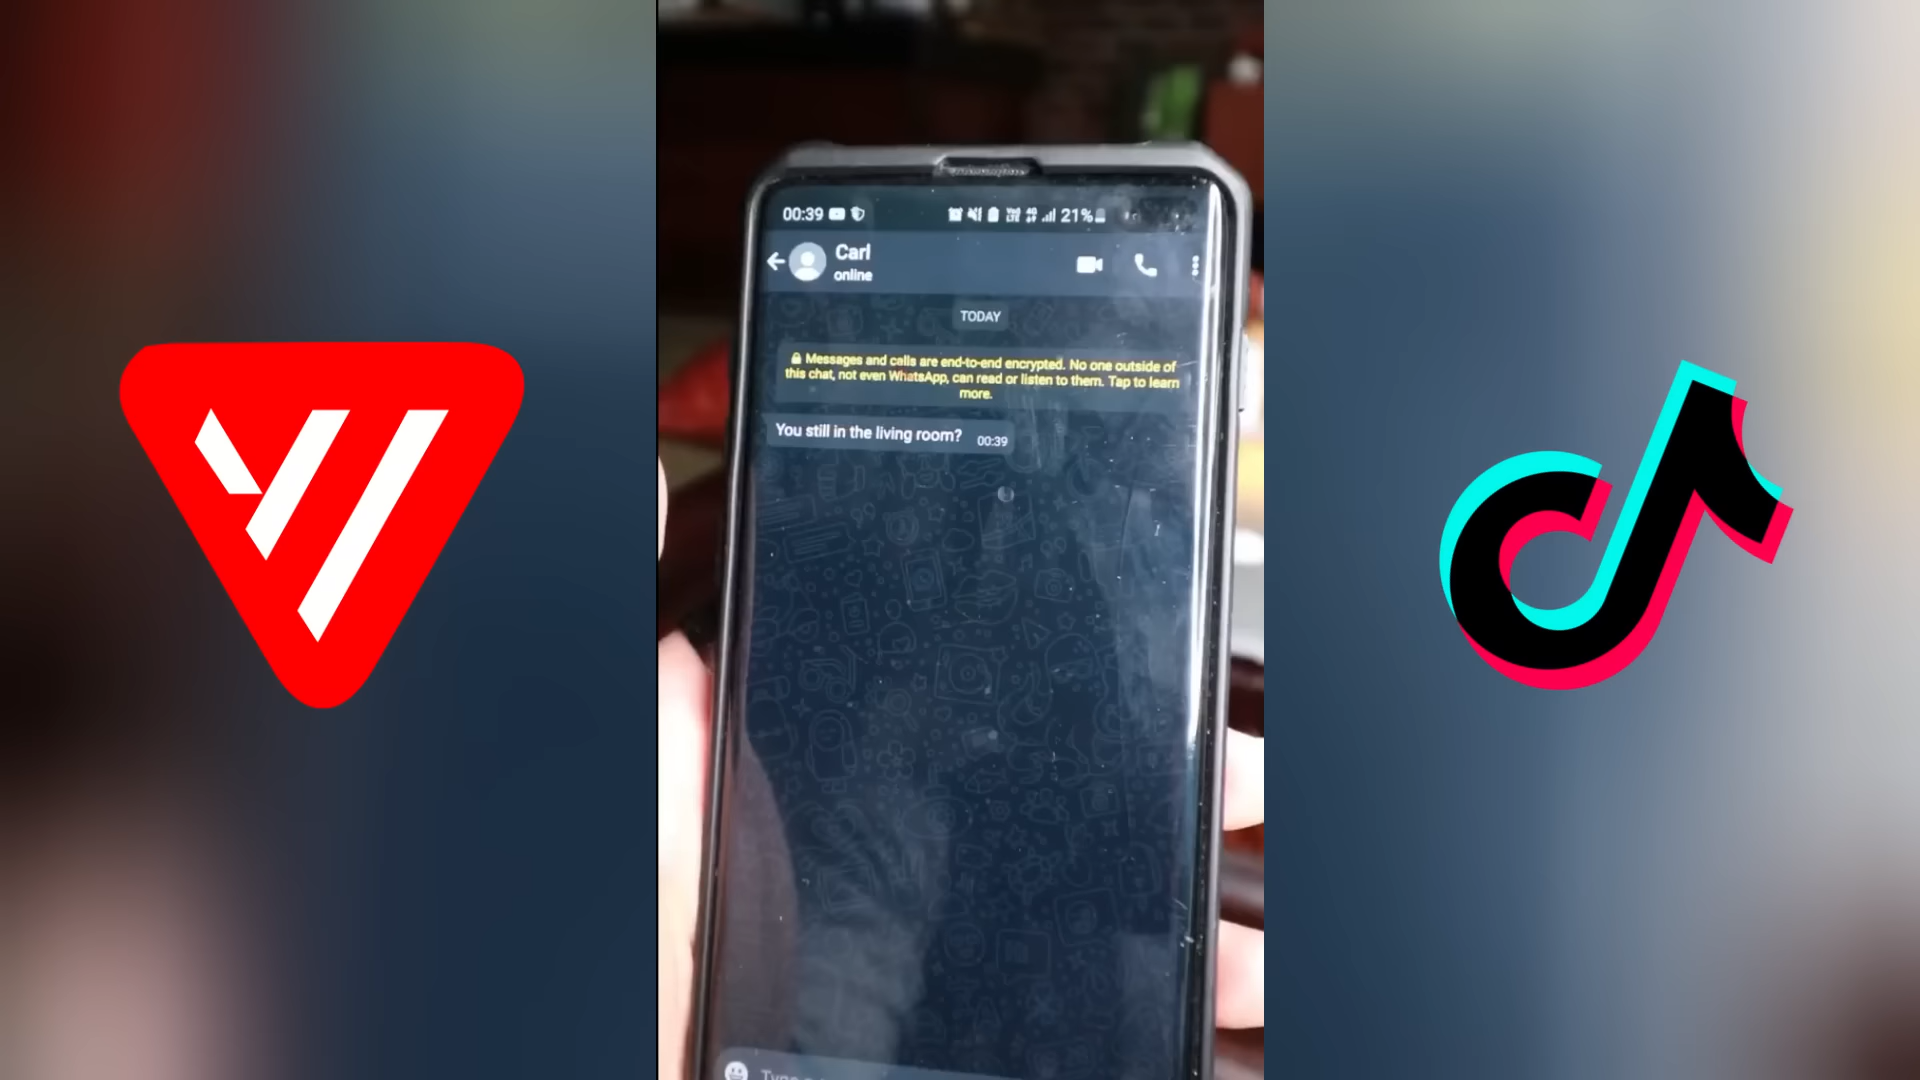 00:39 21%
Carl
online
TODAY
Messages and calls are end-to-end encrypted. No one outside of
this chat, not even WhatsApp, can read or listen to them. Tap to learn
more.
You still in the living room? 00:39